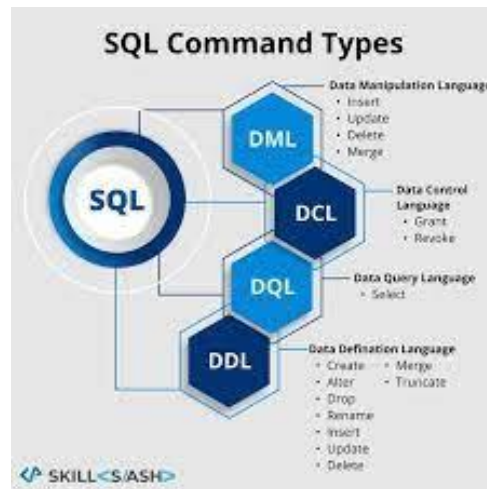 SQL Command Types
SQL
DML
Data Manipulation Language
• Insert
• Update
• Delete
• Merge
DCL
Data Control
Language
• Grant
• Revoke
DQL
Data Query Language
• Select
DDL
Data Defination Language
• Create
• Alter
• Drop
• Rename
• Insert
• Update
• Delete
• Merge
• Truncate
</> SKILL<S/ASH>